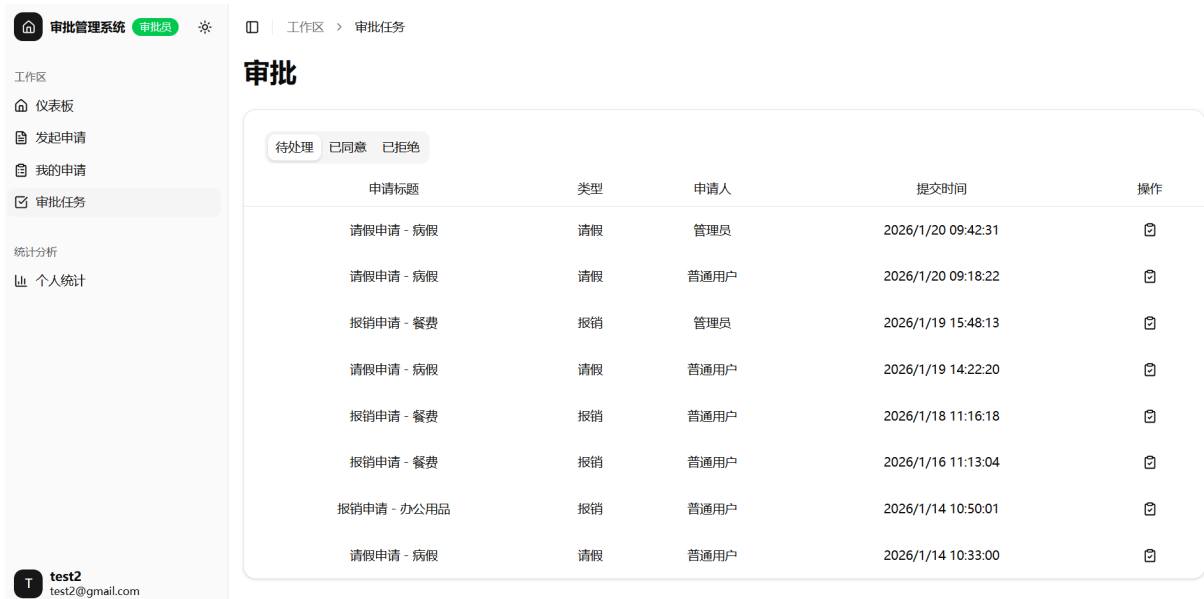 审批管理系统 审批员
工作区
仪表板
发起申请
我的申请
审批任务
统计分析
个人统计
T
test2
test2@gmail.com
工作区 > 审批任务
审批
待处理 已同意 已拒绝
申请标题 类型 申请人 提交时间 操作
请假申请 - 病假 请假 管理员 2026/1/20 09:42:31
请假申请 - 病假 请假 普通用户 2026/1/20 09:18:22
报销申请 - 餐费 报销 管理员 2026/1/19 15:48:13
请假申请 - 病假 请假 普通用户 2026/1/19 14:22:20
报销申请 - 餐费 报销 普通用户 2026/1/18 11:16:18
报销申请 - 餐费 报销 普通用户 2026/1/16 11:13:04
报销申请 - 办公用品 报销 普通用户 2026/1/14 10:50:01
请假申请 - 病假 请假 普通用户 2026/1/14 10:33:00